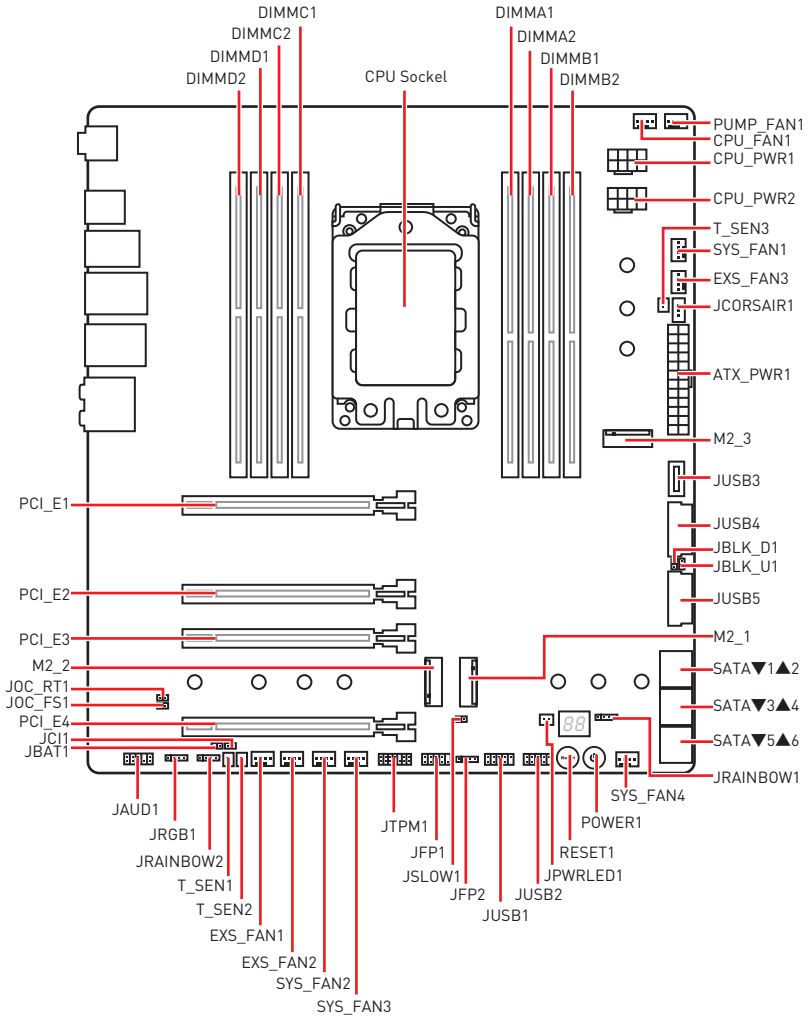 DIMMC1
DIMMC2
DIMMD1
DIMMD2
CPU Sockel
DIMMA1
DIMMA2
DIMMB1
DIMMB2
PUMP_FAN1
CPU_FAN1
CPU_PWR1
CPU_PWR2
T_SEN3
SYS_FAN1
EXS_FAN3
JCORSAIR1
ATX_PWR1
M2_3
JUSB3
JUSB4
JBLK_D1
JBLK_U1
JUSB5
M2_1
SATA▼1▲2
SATA▼3▲4
SATA▼5▲6
JRAINBOW1
PCI_E1
PCI_E2
PCI_E3
M2_2
JOC_RT1
JOC_FS1
PCI_E4
JCI1
JBAT1
88
JAUD1
JRGB1
JRAINBOW2
T_SEN1
T_SEN2
EXS_FAN1
EXS_FAN2
SYS_FAN2
SYS_FAN3
JTPM1
JFP1
JSLOW1
JFP2
JUSB1
JUSB2
JPWRLED1
RESET1
POWER1
SYS_FAN4